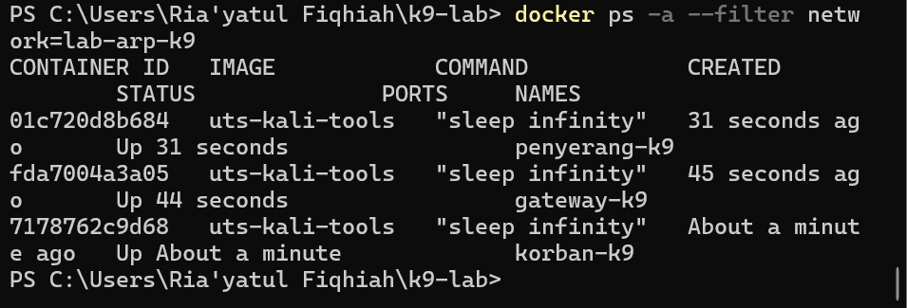 PS C:\Users\Ria'yatul Fiqhiah\k9-lab> docker ps -a --filter netw
ork=lab-arp-k9
CONTAINER ID   IMAGE            COMMAND            CREATED
        STATUS              PORTS     NAMES
01c720d8b684   uts-kali-tools   "sleep infinity"   31 seconds ag
o       Up 31 seconds                 penyerang-k9
fda7004a3a05   uts-kali-tools   "sleep infinity"   45 seconds ag
o       Up 44 seconds                 gateway-k9
7178762c9d68   uts-kali-tools   "sleep infinity"   About a minut
e ago   Up About a minute             korban-k9
PS C:\Users\Ria'yatul Fiqhiah\k9-lab>